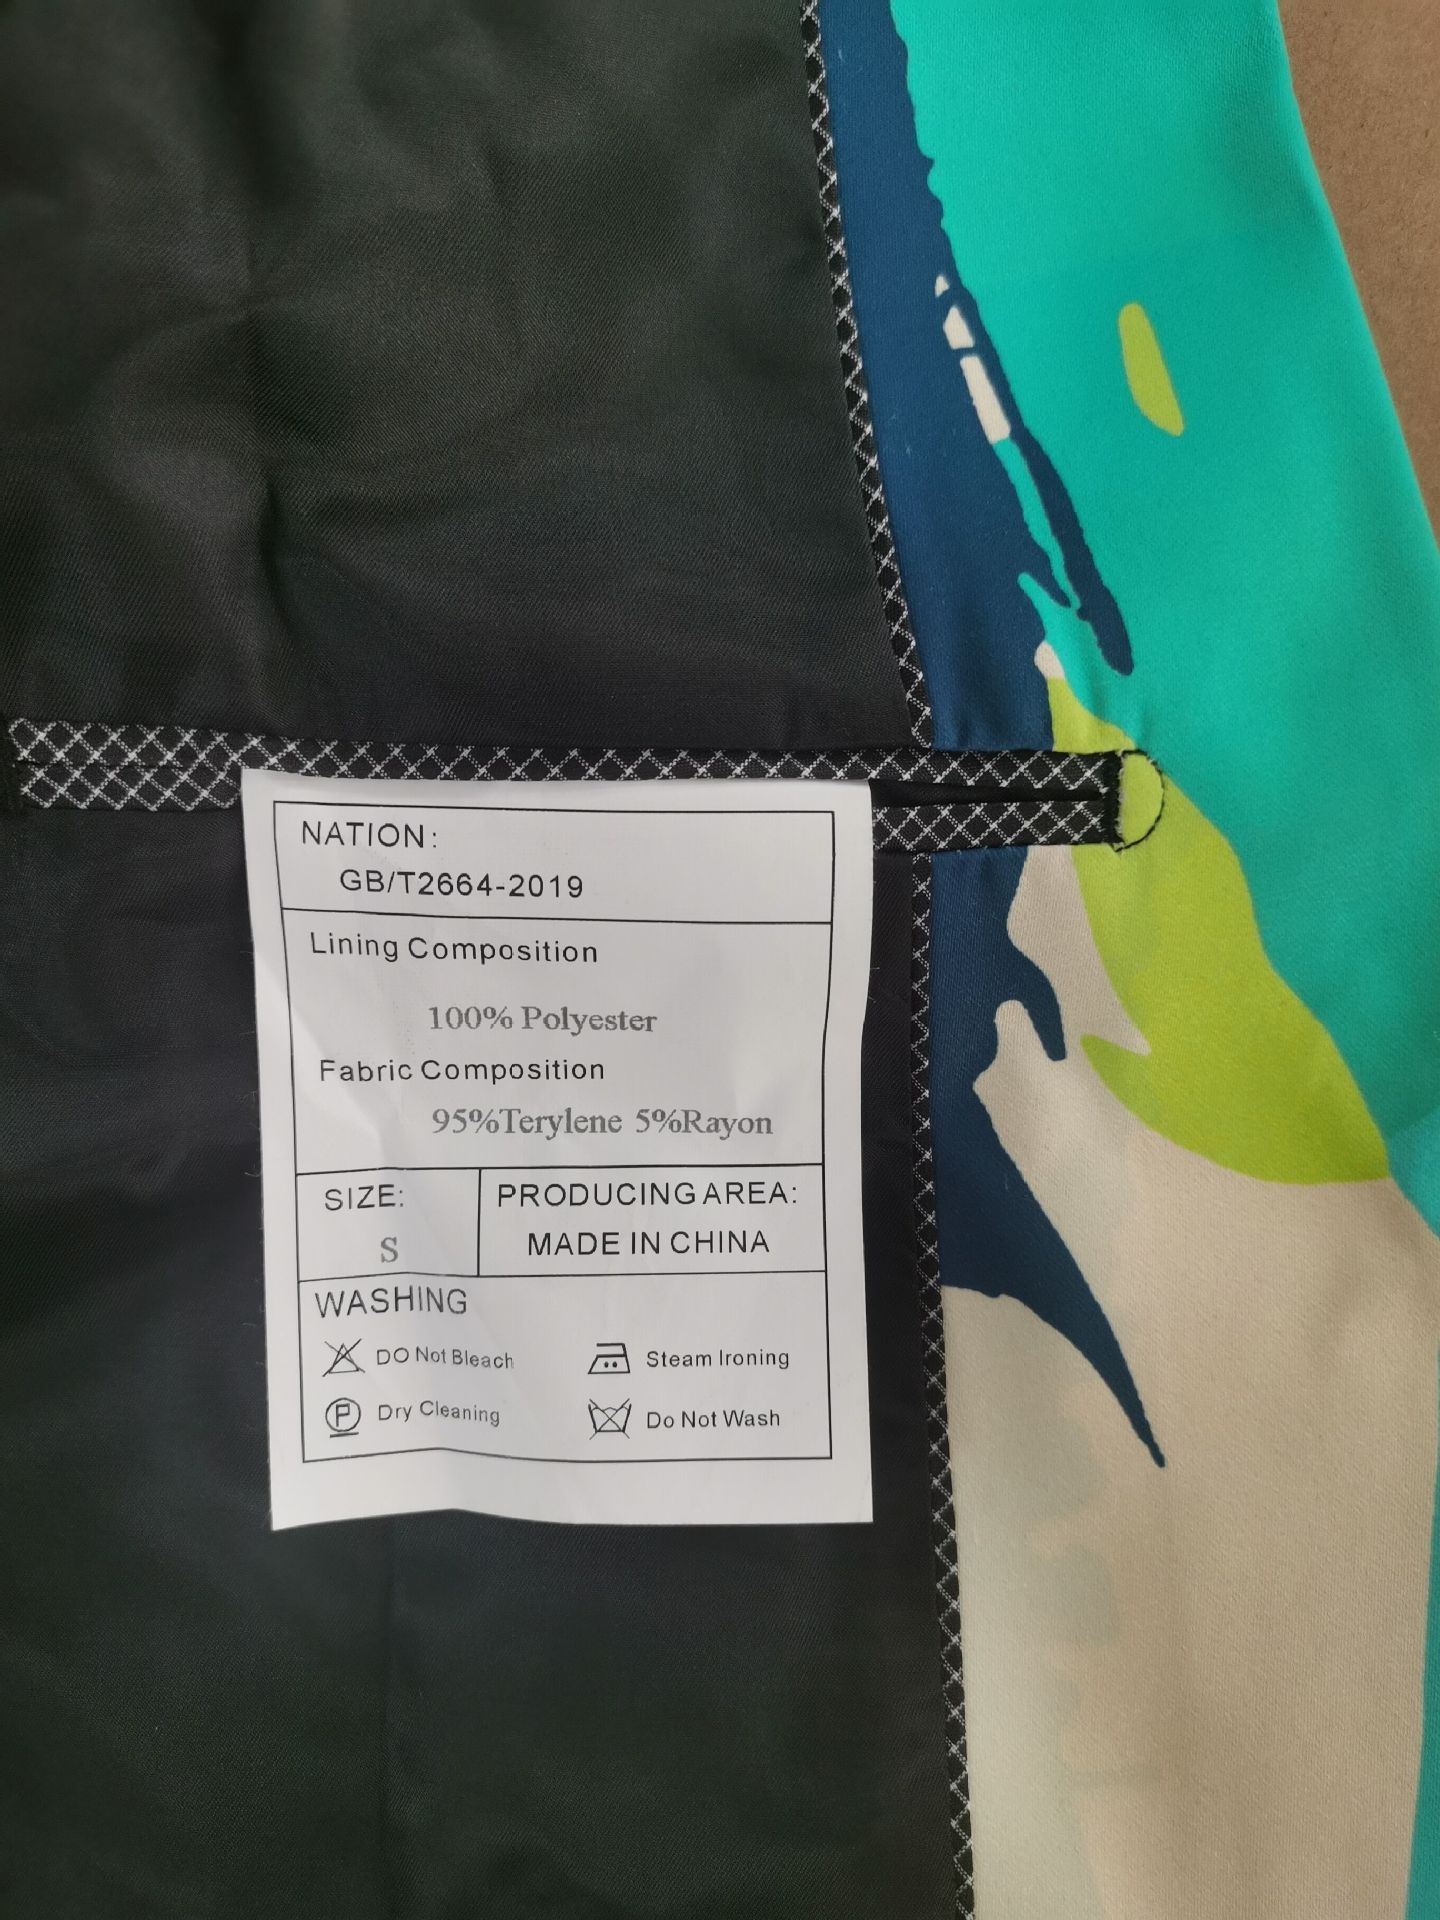 NATION:
GB/T2664-2019
Lining Composition
100% Polyester
Fabric Composition
95%Terylene 5%Rayon
SIZE:
S
PRODUCING AREA:
MADE IN CHINA
WASHING
DO Not Bleach
Steam Ironing
P Dry Cleaning
Do Not Wash